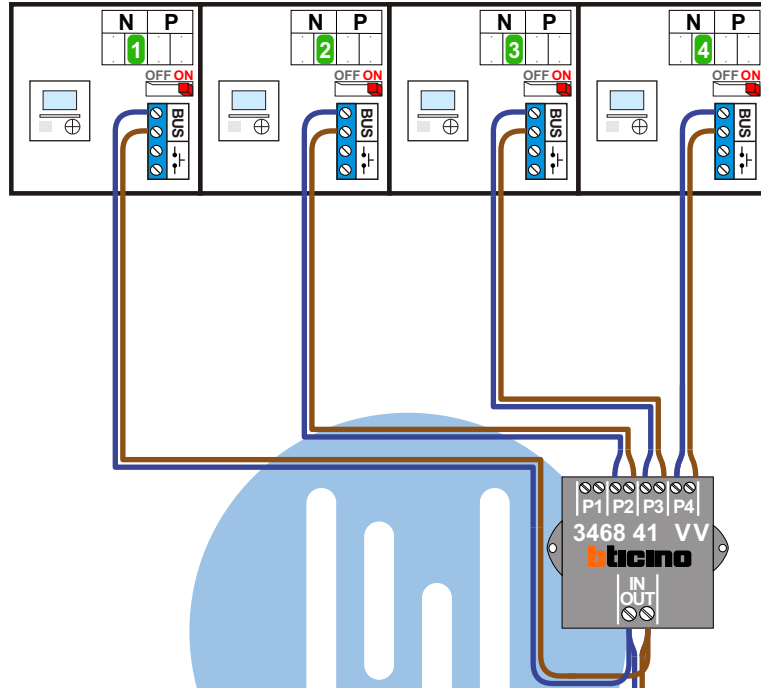 N P N P N P N P
1 2 3 4
OFF ON OFF ON OFF ON OFF ON
BUS BUS BUS BUS
P1 P2 P3 P4
3468 41 VV
bticino
IN
OUT